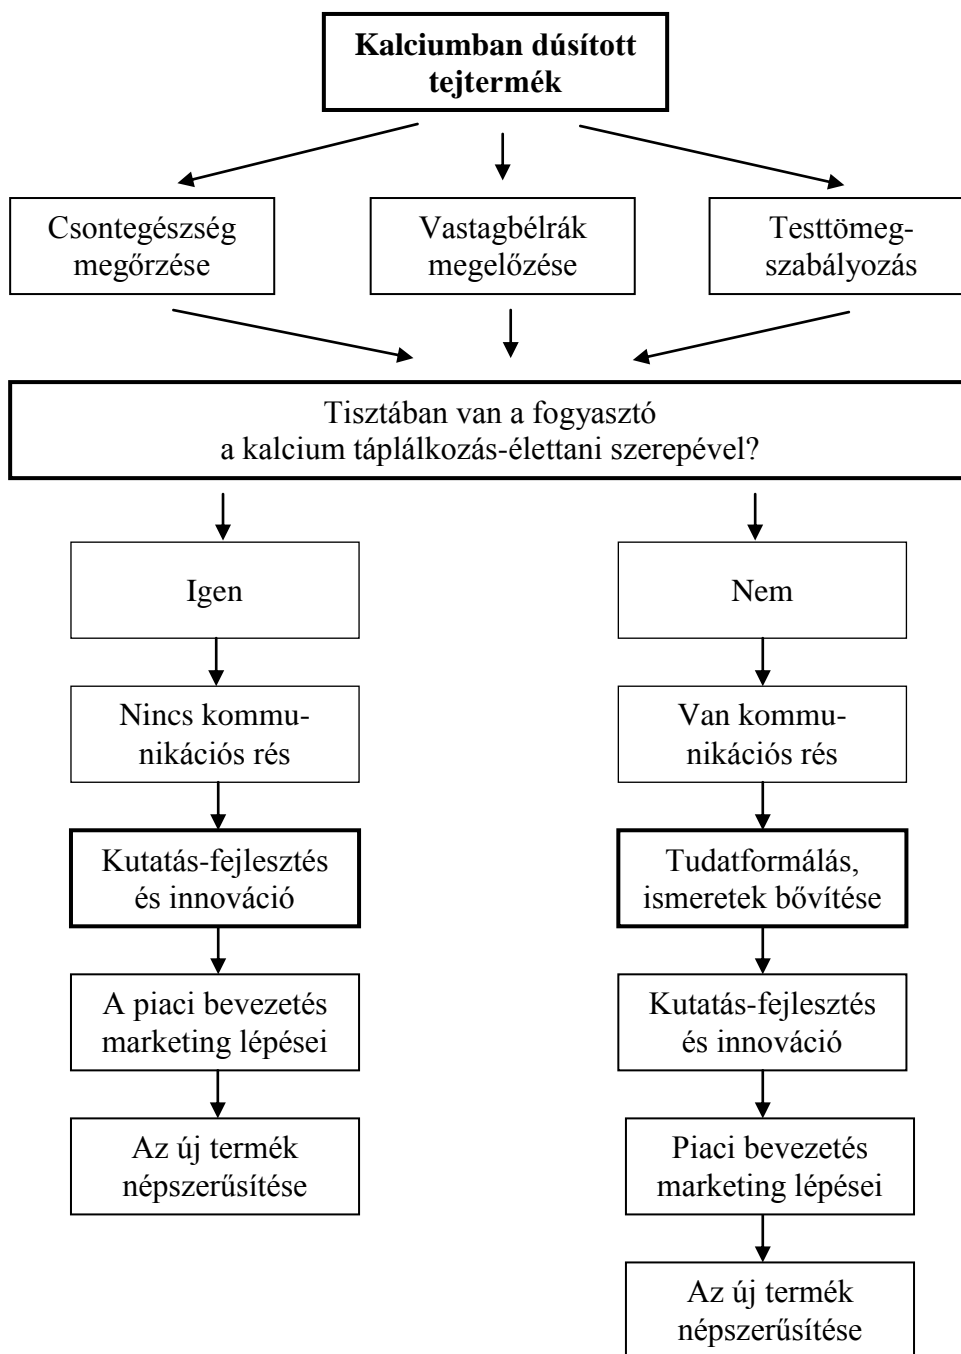 Kalciumban dúsított
tejtermék
Csontegészség
megőrzése
Vastagbélrák
megelőzése
Testtömeg-
szabályozás
Tisztában van a fogyasztó
a kalcium táplálkozás-élettani szerepével?
Igen
Nem
Nincs kommu-
nikációs rés
Van kommu-
nikációs rés
Kutatás-fejlesztés
és innováció
Tudatformálás,
ismeretek bővítése
A piaci bevezetés
marketing lépései
Kutatás-fejlesztés
és innováció
Az új termék
népszerűsítése
Piaci bevezetés
marketing lépései
Az új termék
népszerűsítése